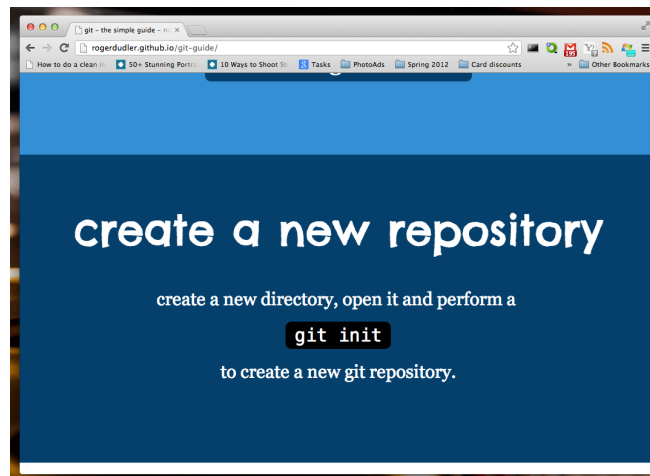 git - the simple guide - no
rogerdudler.github.io/git-guide/
How to do a clean in 50+ Stunning Portra 10 Ways to Shoot St Tasks PhotoAds Spring 2012 Card discounts » Other Bookmarks
create a new repository
create a new directory, open it and perform a
git init
to create a new git repository.